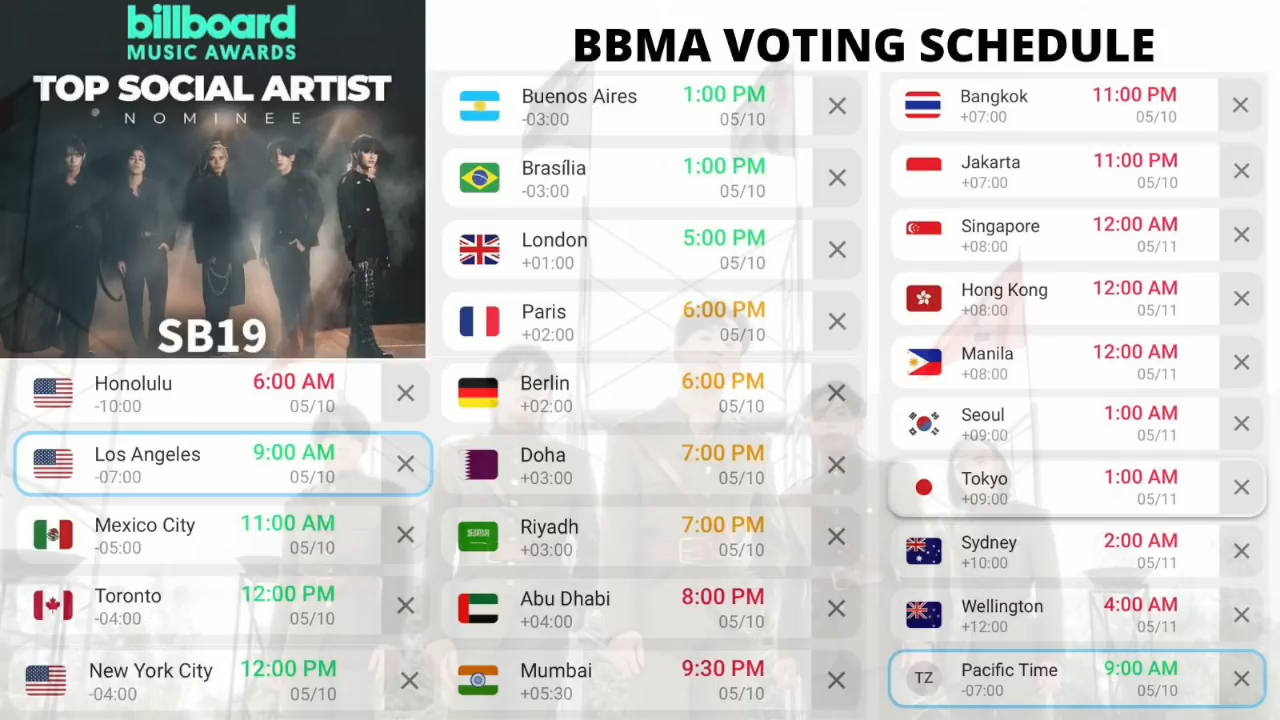 billboard
MUSIC AWARDS
TOP SOCIAL ARTIST
NOMINEE
SB19
BBMA VOTING SCHEDULE
Honolulu 6:00 AM
-10:00 05/10
Los Angeles 9:00 AM
-07:00 05/10
Mexico City 11:00 AM
-05:00 05/10
Toronto 12:00 PM
-04:00 05/10
New York City 12:00 PM
-04:00 05/10
Buenos Aires 1:00 PM
-03:00 05/10
Brasília 1:00 PM
-03:00 05/10
London 5:00 PM
+01:00 05/10
Paris 6:00 PM
+02:00 05/10
Berlin 6:00 PM
+02:00 05/10
Doha 7:00 PM
+03:00 05/10
Riyadh 7:00 PM
+03:00 05/10
Abu Dhabi 8:00 PM
+04:00 05/10
Mumbai 9:30 PM
+05:30 05/10
Bangkok 11:00 PM
+07:00 05/10
Jakarta 11:00 PM
+07:00 05/10
Singapore 12:00 AM
+08:00 05/11
Hong Kong 12:00 AM
+08:00 05/11
Manila 12:00 AM
+08:00 05/11
Seoul 1:00 AM
+09:00 05/11
Tokyo 1:00 AM
+09:00 05/11
Sydney 2:00 AM
+10:00 05/11
Wellington 4:00 AM
+12:00 05/11
TZ Pacific Time 9:00 AM
-07:00 05/10